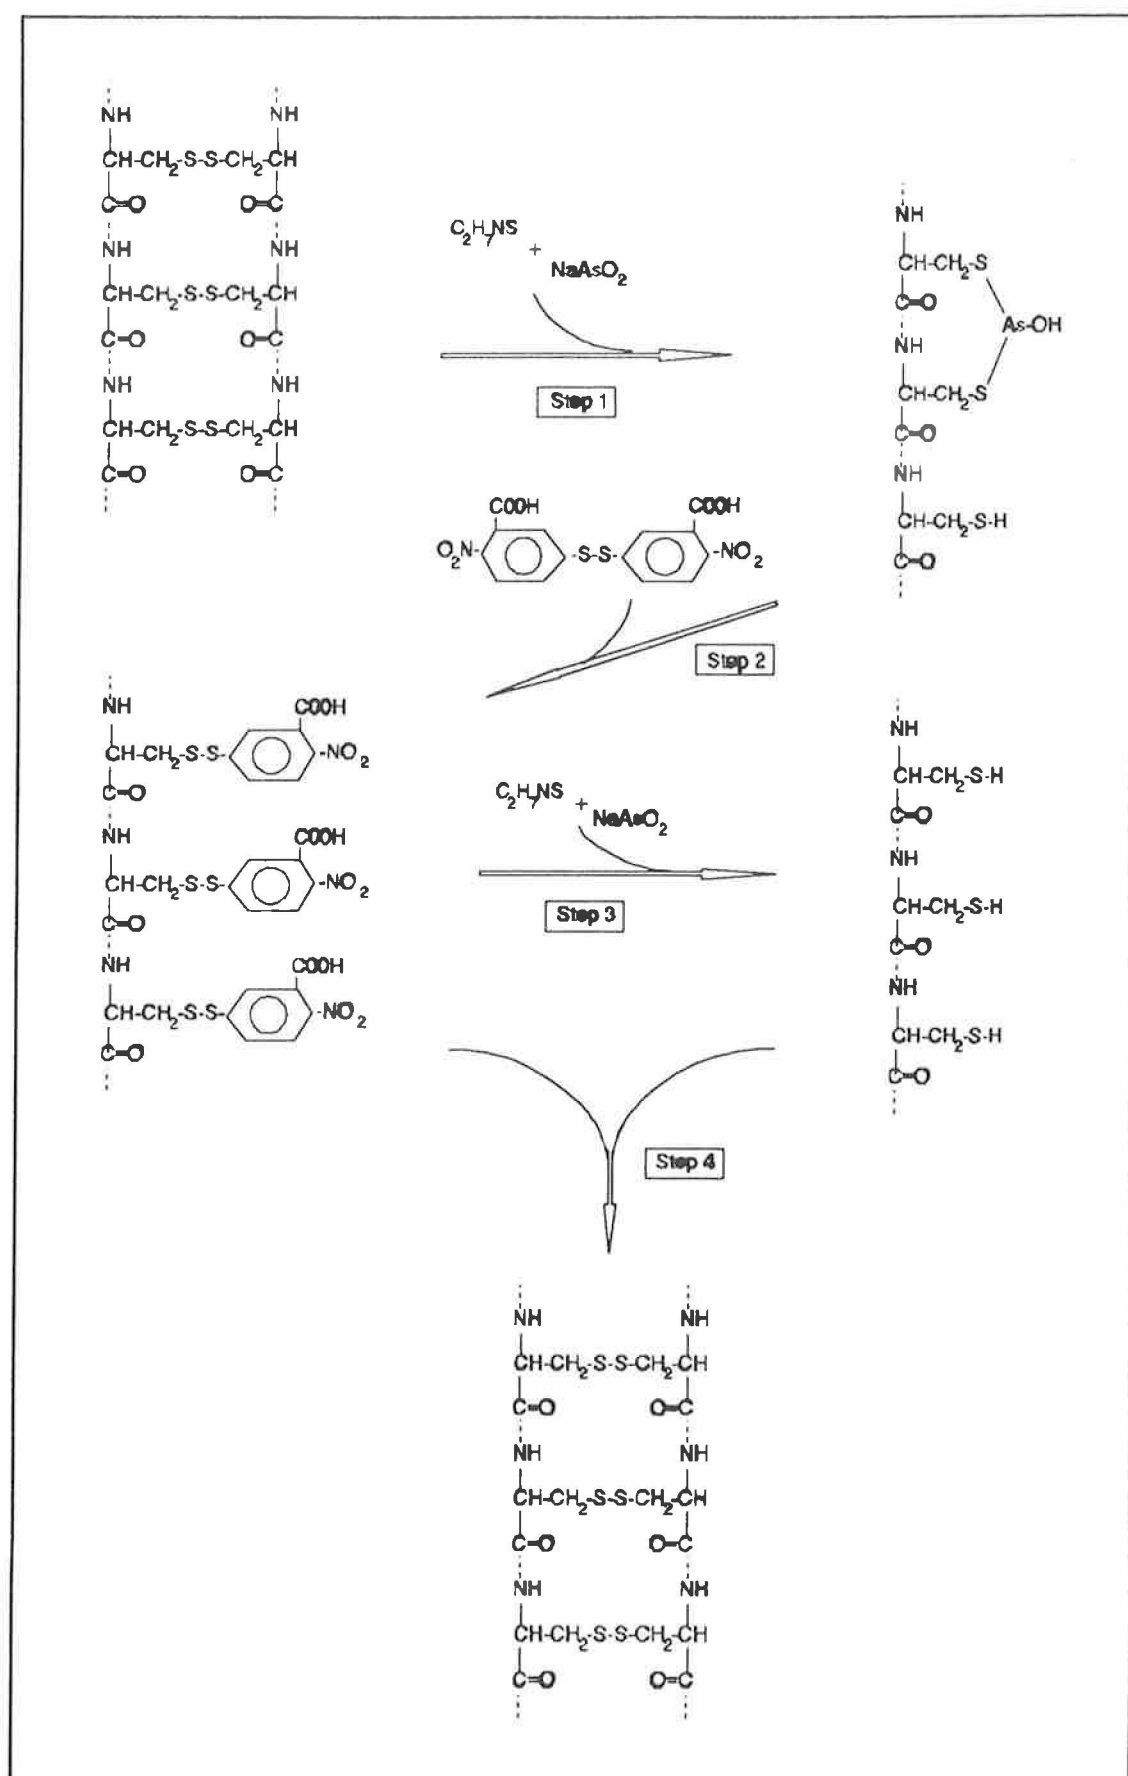 NH NH
CH-CH₂-S-S-CH₂-CH
C=O O=C
NH NH
CH-CH₂-S-S-CH₂-CH
C=O O=C
NH NH
CH-CH₂-S-S-CH₂-CH
C=O O=C
C₂H₇NS
+
NaAsO₂
Step 1
NH
CH-CH₂-S
C=O
As-OH
NH
CH-CH₂-S
C=O
NH
CH-CH₂-S-H
C=O
COOH COOH
O₂N- -S-S- -NO₂
Step 2
NH
COOH
CH-CH₂-S-S- -NO₂
C=O
NH
COOH
CH-CH₂-S-S- -NO₂
C=O
NH
COOH
CH-CH₂-S-S- -NO₂
C=O
C₂H₇NS
+
NaAsO₂
Step 3
NH
CH-CH₂-S-H
C=O
NH
CH-CH₂-S-H
C=O
NH
CH-CH₂-S-H
C=O
Step 4
NH NH
CH-CH₂-S-S-CH₂-CH
C=O O=C
NH NH
CH-CH₂-S-S-CH₂-CH
C=O O=C
NH NH
CH-CH₂-S-S-CH₂-CH
C=O O=C